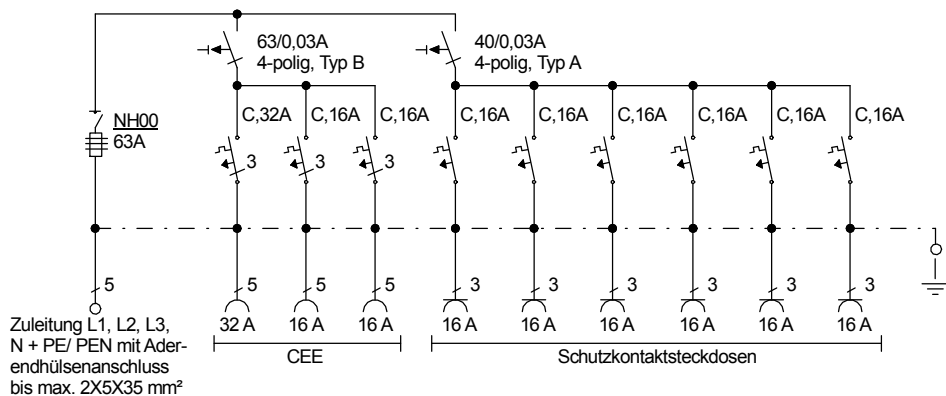 63/0,03A
4-polig, Typ B
40/0,03A
4-polig, Typ A
NH00
63A
C,32A
C,16A
C,16A
C,16A
C,16A
C,16A
C,16A
C,16A
C,16A
3
3
3
5
5
5
5
3
3
3
3
3
3
32 A
16 A
16 A
16 A
16 A
16 A
16 A
16 A
16 A
CEE
Schutzkontaktsteckdosen
Zuleitung L1, L2, L3,
N + PE/ PEN mit Ader-
endhülsenanschluss
bis max. 2X5X35 mm²